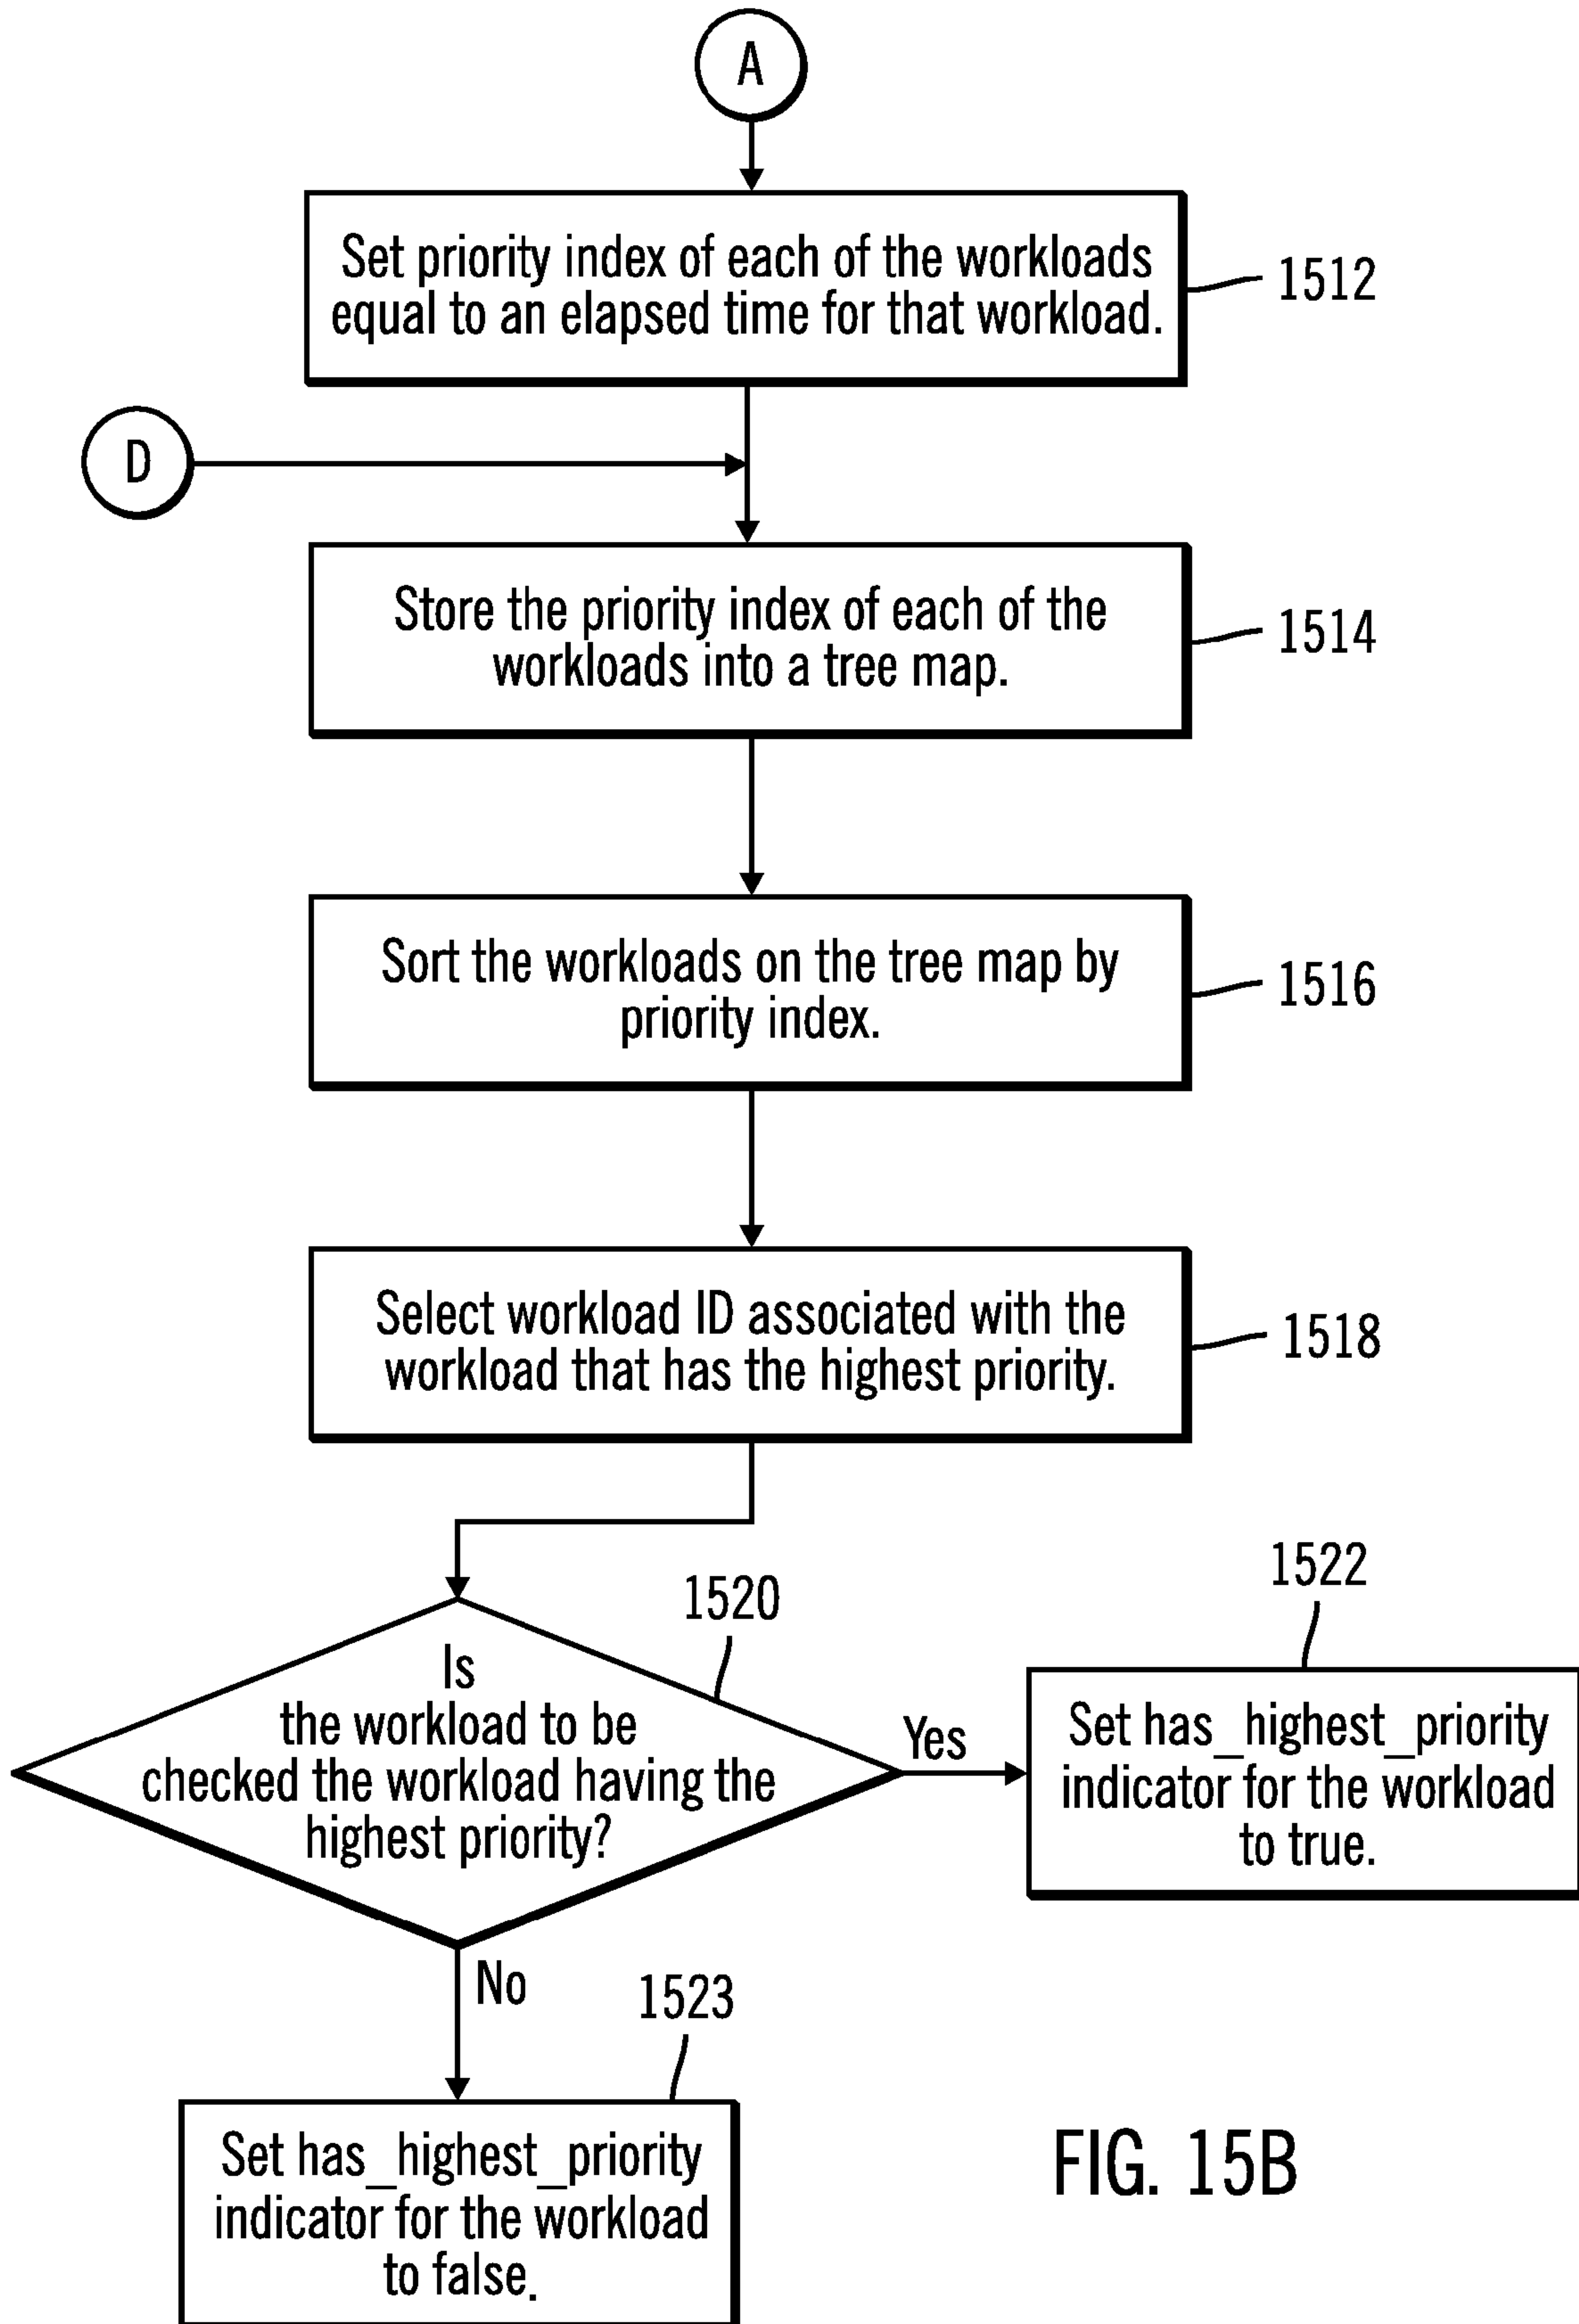 A
Set priority index of each of the workloads
equal to an elapsed time for that workload.
1512
D
Store the priority index of each of the
workloads into a tree map.
1514
Sort the workloads on the tree map by
priority index.
1516
Select workload ID associated with the
workload that has the highest priority.
1518
1520
Is
the workload to be
checked the workload having the
highest priority?
Yes
1522
Set has_highest_priority
indicator for the workload
to true.
No
1523
Set has_highest_priority
indicator for the workload
to false.
FIG. 15B